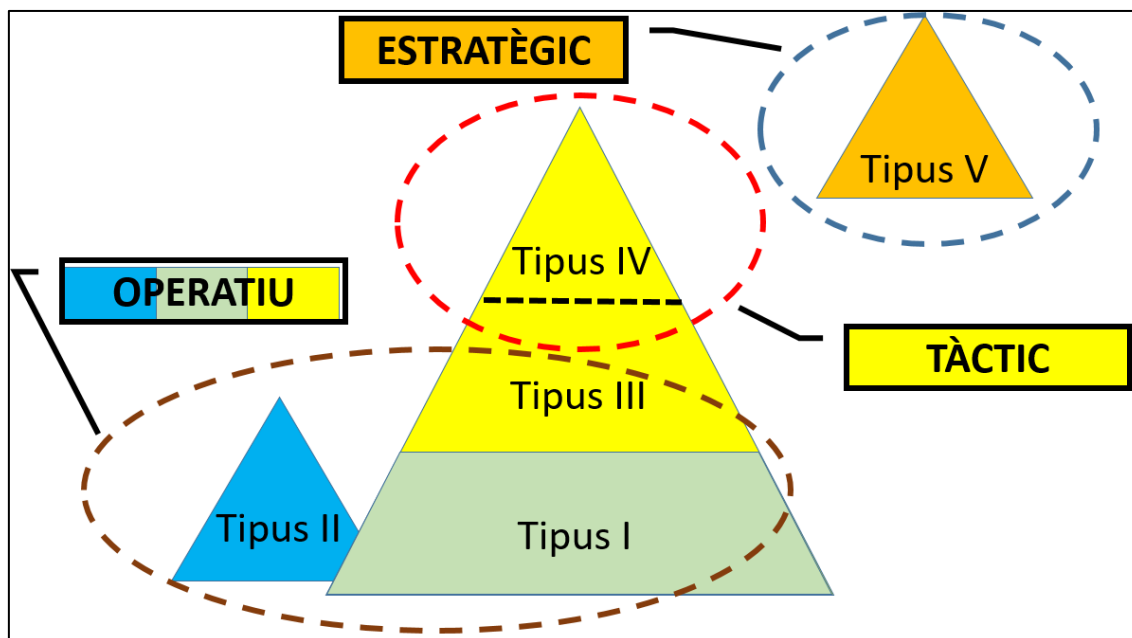 ESTRATÈGIC
Tipus V
Tipus IV
OPERATIU
TÀCTIC
Tipus III
Tipus II
Tipus I